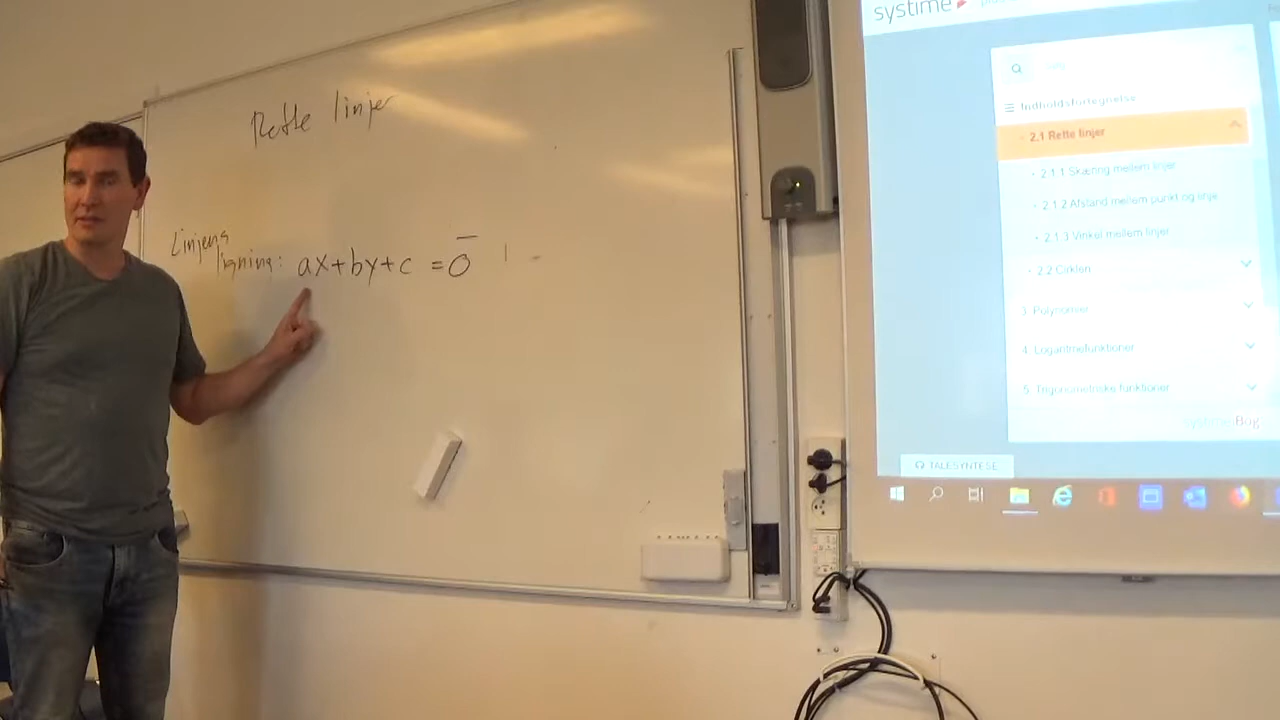 Rette linjer
Linjens
ligning: ax+by+c = 0
systime
Indholdsfortegnelse
2.1 Rette linjer
2.1.1 Skæring mellem linjer
2.1.2 Afstand mellem punkt og linje
2.1.3 Vinkel mellem linjer
2.2 Cirklen
3. Polynomier
4. Logaritmefunktioner
5. Trigonometriske funktioner
systime Bug
TALESYNTESE